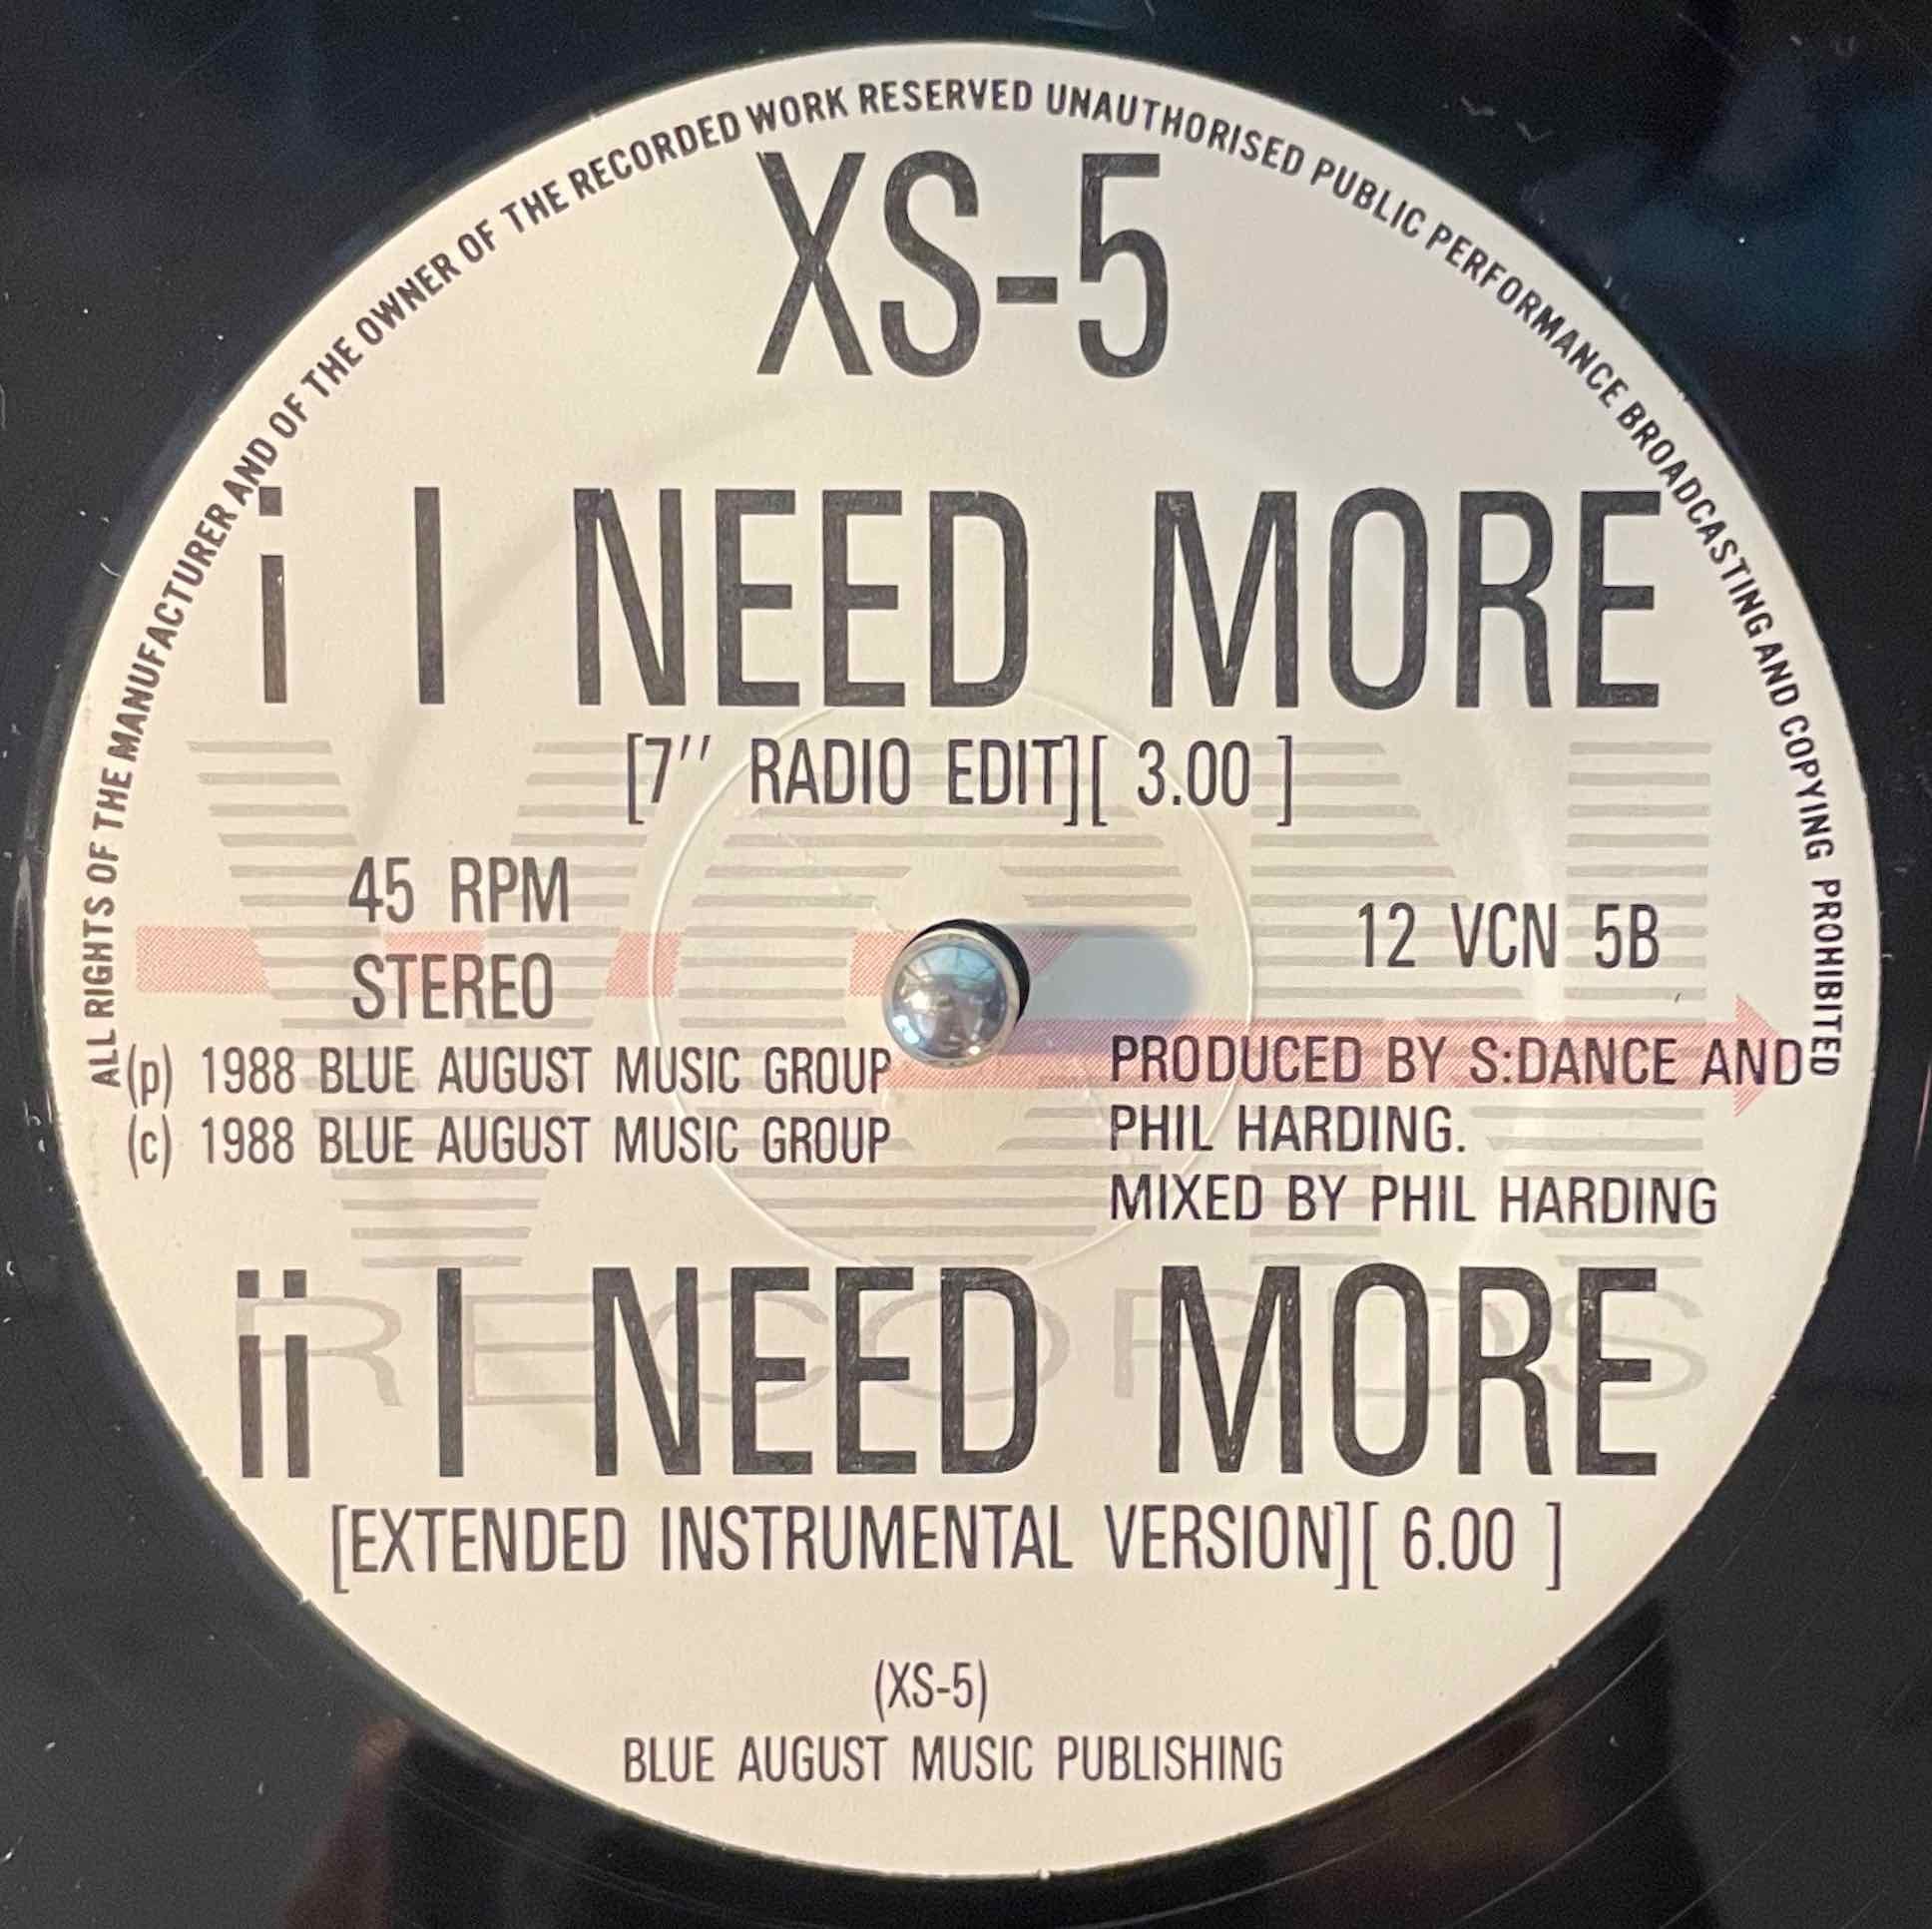 ALL RIGHTS OF THE MANUFACTURER AND OF THE OWNER OF THE RECORDED WORK RESERVED UNAUTHORISED PUBLIC PERFORMANCE BROADCASTING AND COPYING PROHIBITED
XS-5
i I NEED MORE
[7" RADIO EDIT][ 3.00 ]
45 RPM
STEREO
12 VCN 5B
(p) 1988 BLUE AUGUST MUSIC GROUP
(c) 1988 BLUE AUGUST MUSIC GROUP
PRODUCED BY S:DANCE AND
PHIL HARDING.
MIXED BY PHIL HARDING
VCN
RECORDS
ii I NEED MORE
[EXTENDED INSTRUMENTAL VERSION][ 6.00 ]
(XS-5)
BLUE AUGUST MUSIC PUBLISHING